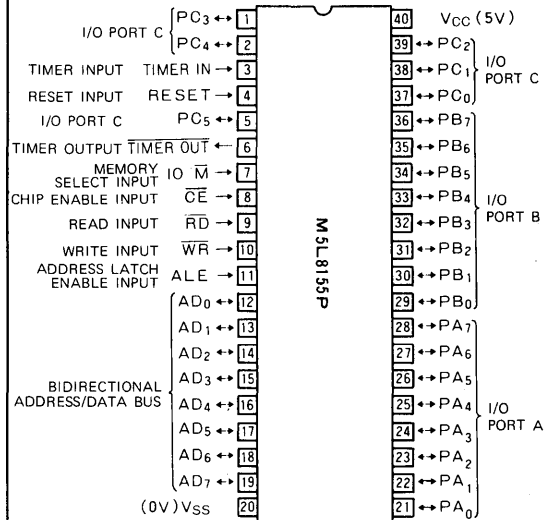 I/O PORT C
PC3 ↔ 1
PC4 ↔ 2
TIMER INPUT TIMER IN → 3
RESET INPUT RESET → 4
I/O PORT C PC5 ↔ 5
TIMER OUTPUT TIMER OUT ← 6
MEMORY SELECT INPUT IO M → 7
CHIP ENABLE INPUT CE → 8
READ INPUT RD → 9
WRITE INPUT WR → 10
ADDRESS LATCH ENABLE INPUT ALE → 11
AD0 ↔ 12
AD1 ↔ 13
AD2 ↔ 14
AD3 ↔ 15
BIDIRECTIONAL ADDRESS/DATA BUS
AD4 ↔ 16
AD5 ↔ 17
AD6 ↔ 18
AD7 ↔ 19
(0V) VSS 20
M5L8155P
40 VCC (5V)
39 ↔ PC2
38 ↔ PC1
37 ↔ PC0
I/O PORT C
36 ↔ PB7
35 ↔ PB6
34 ↔ PB5
33 ↔ PB4
32 ↔ PB3
31 ↔ PB2
30 ↔ PB1
29 ↔ PB0
I/O PORT B
28 ↔ PA7
27 ↔ PA6
26 ↔ PA5
25 ↔ PA4
24 ↔ PA3
23 ↔ PA2
22 ↔ PA1
21 ↔ PA0
I/O PORT A